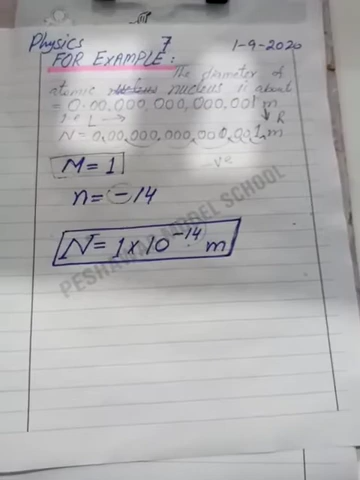 Physics 7 1-9-2020
FOR EXAMPLE:
The diameter of
atomic nucleus is about
= 0.00,000,000,000,001 m
i.e L → R
N = 0.00,000,000,000,001 m
-ve
M = 1
n = -14
N = 1 × 10⁻¹⁴ m
PESHAWAR MODEL SCHOOL